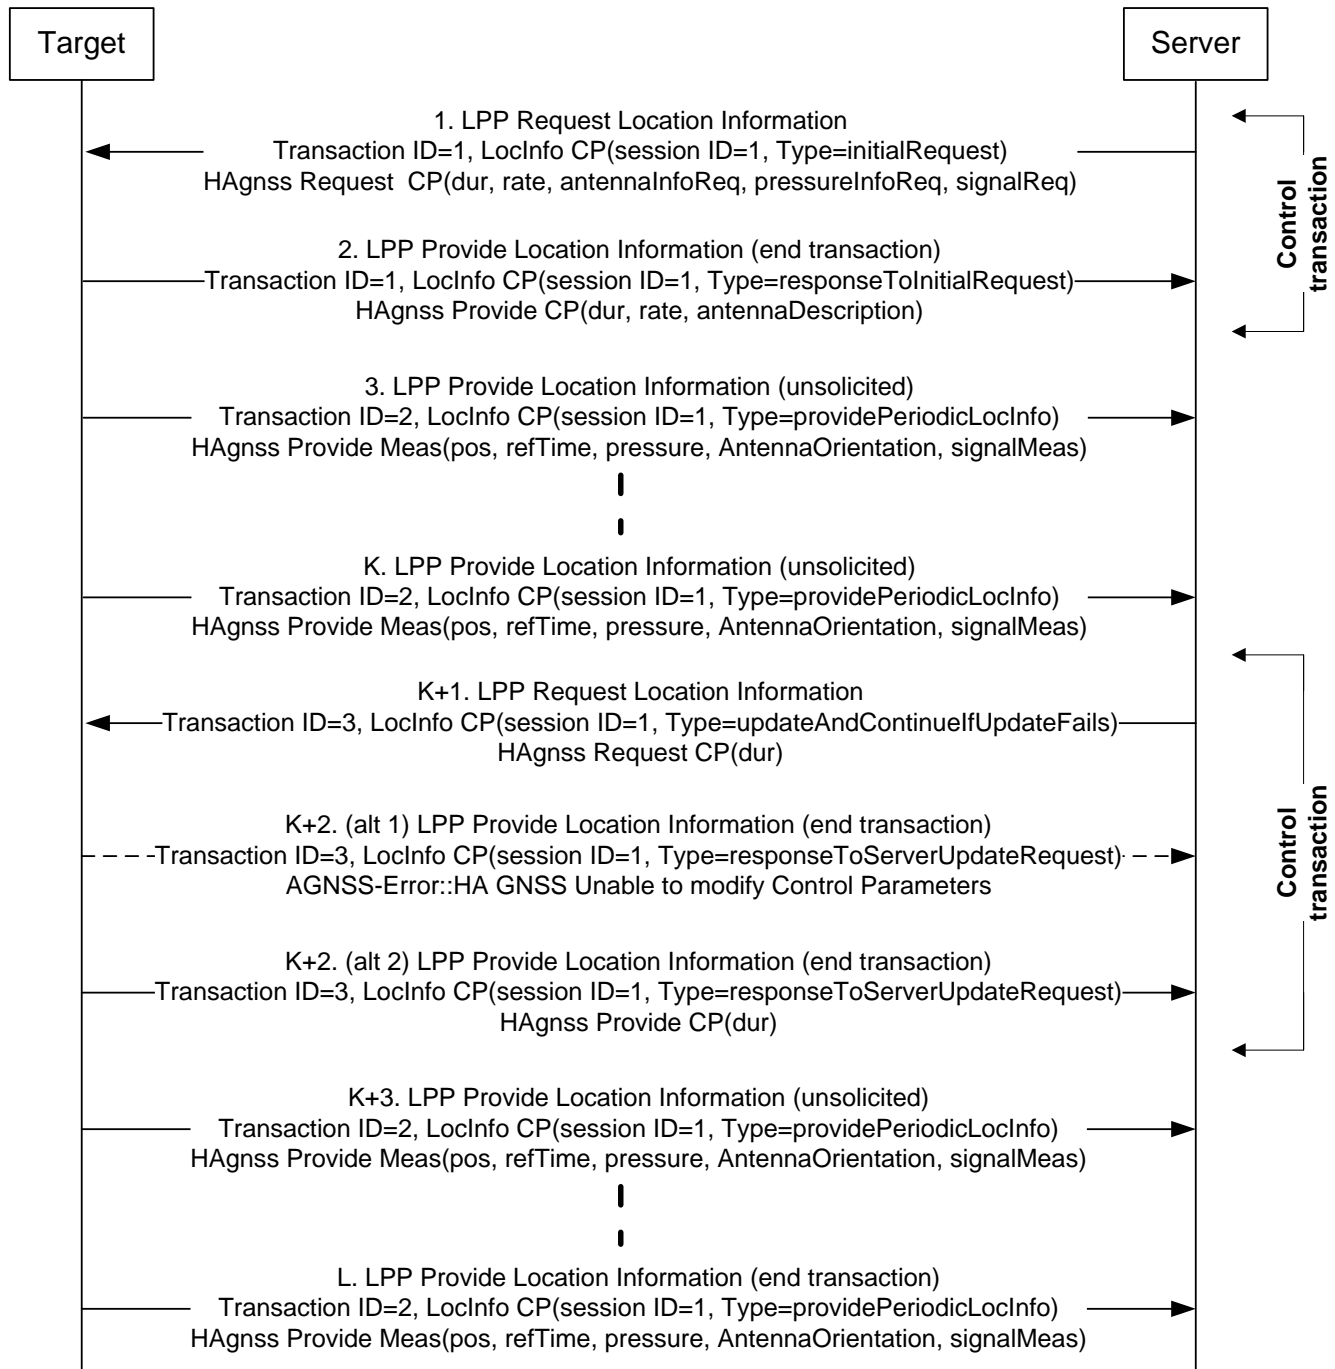 Target
Server
1. LPP Request Location Information
Transaction ID=1, LocInfo CP(session ID=1, Type=initialRequest)
HAgnss Request  CP(dur, rate, antennaInfoReq, pressureInfoReq, signalReq)
Control
transaction
2. LPP Provide Location Information (end transaction)
Transaction ID=1, LocInfo CP(session ID=1, Type=responseToInitialRequest)
HAgnss Provide CP(dur, rate, antennaDescription)
3. LPP Provide Location Information (unsolicited)
Transaction ID=2, LocInfo CP(session ID=1, Type=providePeriodicLocInfo)
HAgnss Provide Meas(pos, refTime, pressure, AntennaOrientation, signalMeas)
K. LPP Provide Location Information (unsolicited)
Transaction ID=2, LocInfo CP(session ID=1, Type=providePeriodicLocInfo)
HAgnss Provide Meas(pos, refTime, pressure, AntennaOrientation, signalMeas)
K+1. LPP Request Location Information
Transaction ID=3, LocInfo CP(session ID=1, Type=updateAndContinueIfUpdateFails)
HAgnss Request CP(dur)
K+2. (alt 1) LPP Provide Location Information (end transaction)
Transaction ID=3, LocInfo CP(session ID=1, Type=responseToServerUpdateRequest)
AGNSS-Error::HA GNSS Unable to modify Control Parameters
Control
transaction
K+2. (alt 2) LPP Provide Location Information (end transaction)
Transaction ID=3, LocInfo CP(session ID=1, Type=responseToServerUpdateRequest)
HAgnss Provide CP(dur)
K+3. LPP Provide Location Information (unsolicited)
Transaction ID=2, LocInfo CP(session ID=1, Type=providePeriodicLocInfo)
HAgnss Provide Meas(pos, refTime, pressure, AntennaOrientation, signalMeas)
L. LPP Provide Location Information (end transaction)
Transaction ID=2, LocInfo CP(session ID=1, Type=providePeriodicLocInfo)
HAgnss Provide Meas(pos, refTime, pressure, AntennaOrientation, signalMeas)